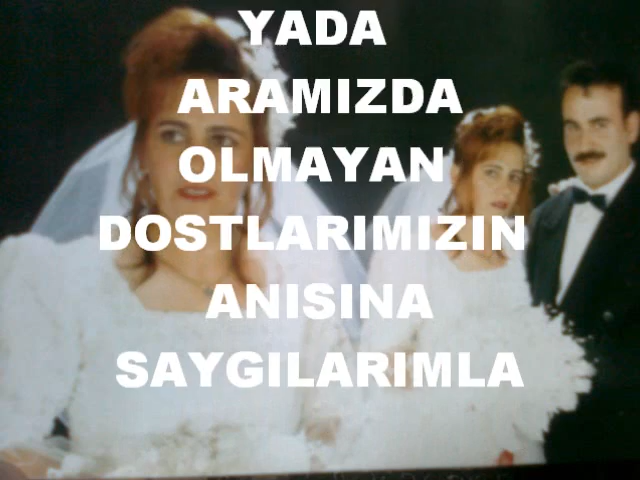 YADA
ARAMIZDA
OLMAYAN
DOSTLARIMIZIN
ANISINA
SAYGILARIMLA